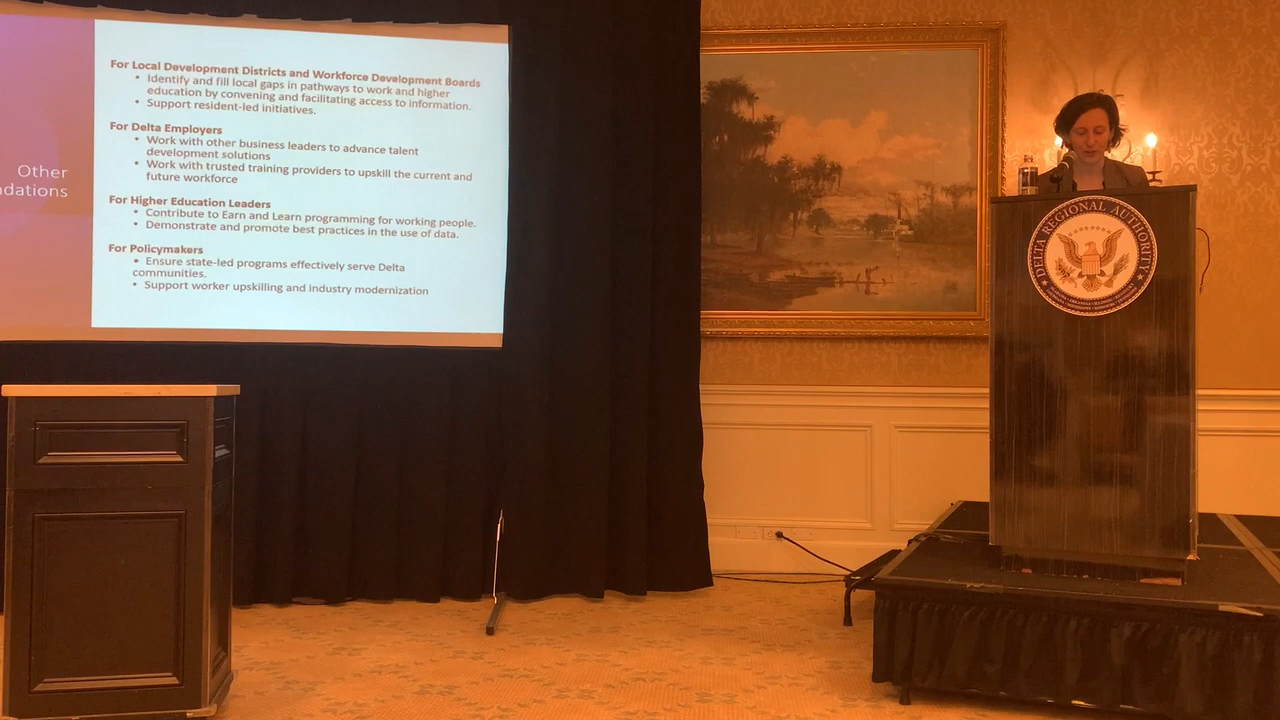 Other
ndations
For Local Development Districts and Workforce Development Boards
• Identify and fill local gaps in pathways to work and higher
education by convening and facilitating access to information.
• Support resident-led initiatives.
For Delta Employers
• Work with other business leaders to advance talent
development solutions
• Work with trusted training providers to upskill the current and
future workforce
For Higher Education Leaders
• Contribute to Earn and Learn programming for working people.
• Demonstrate and promote best practices in the use of data.
For Policymakers
• Ensure state-led programs effectively serve Delta
communities.
• Support worker upskilling and industry modernization
DELTA REGIONAL AUTHORITY